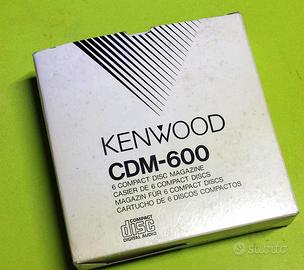 KENWOOD
CDM-600
6 COMPACT DISC MAGAZINE
CASIER DE 6 COMPACT DISCS
MAGAZIN FÜR 6 COMPACT DISCS
CARTUCHO DE 6 DISCOS COMPACTOS
COMPACT
disc
DIGITAL AUDIO
subito